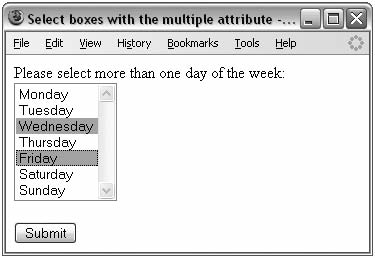 Select boxes with the multiple attribute -...
File Edit View History Bookmarks Tools Help
Please select more than one day of the week:
Monday
Tuesday
Wednesday
Thursday
Friday
Saturday
Sunday
Submit